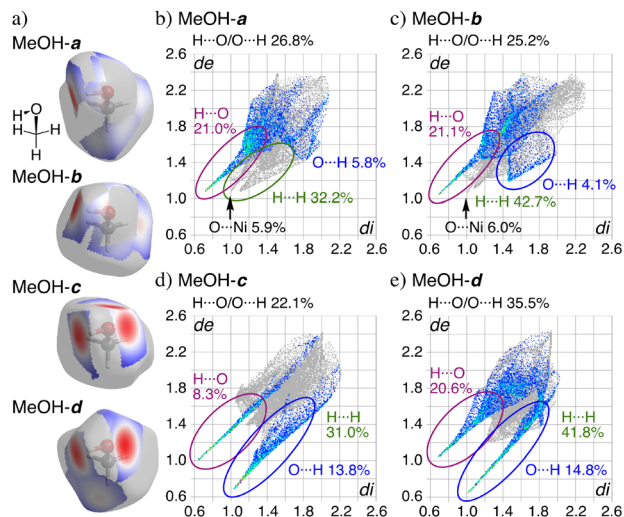 a)
MeOH-a
H O
H H
H
MeOH-b
MeOH-c
MeOH-d
b) MeOH-a
H···O/O···H 26.8%
de
2.6
2.2
1.8
1.4
1.0
0.6
H···O
21.0%
O···H 5.8%
H···H 32.2%
O···Ni 5.9%
di
0.6 1.0 1.4 1.8 2.2 2.6
c) MeOH-b
H···O/O···H 25.2%
de
2.6
2.2
1.8
1.4
1.0
0.6
H···O
21.1%
O···H 4.1%
H···H 42.7%
O···Ni 6.0%
di
0.6 1.0 1.4 1.8 2.2 2.6
d) MeOH-c
H···O/O···H 22.1%
de
2.6
2.2
1.8
1.4
1.0
0.6
H···O
8.3%
H···H
31.0%
O···H 13.8%
di
0.6 1.0 1.4 1.8 2.2 2.6
e) MeOH-d
H···O/O···H 35.5%
de
2.6
2.2
1.8
1.4
1.0
0.6
H···O
20.6%
H···H
41.8%
O···H 14.8%
di
0.6 1.0 1.4 1.8 2.2 2.6